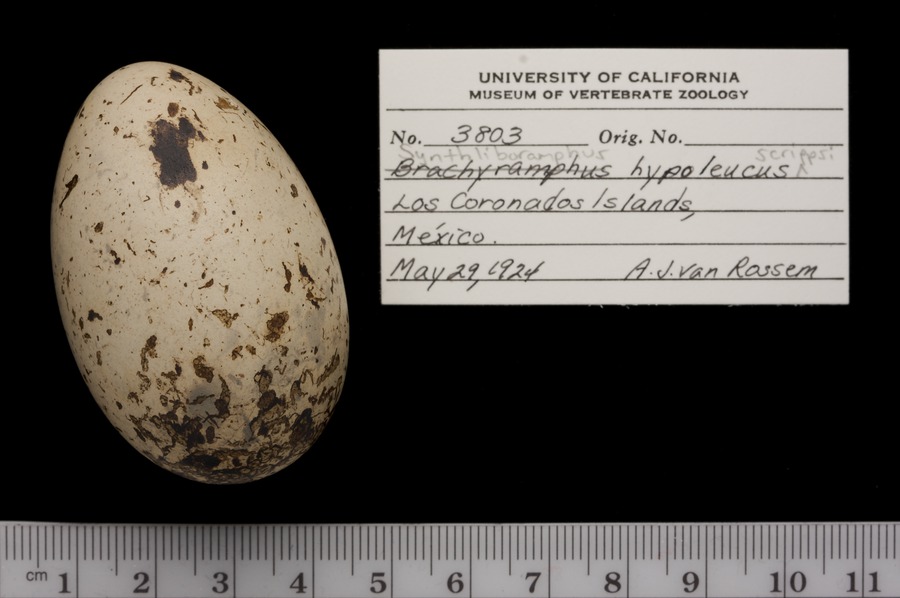 UNIVERSITY OF CALIFORNIA
MUSEUM OF VERTEBRATE ZOOLOGY
No. 3803 Orig. No.
Synthliboramphus scrippsi
Brachyramphus hypoleucus
Los Coronados Islands,
México.
May 29, 1924 A.J. van Rossem
cm 1 2 3 4 5 6 7 8 9 10 11